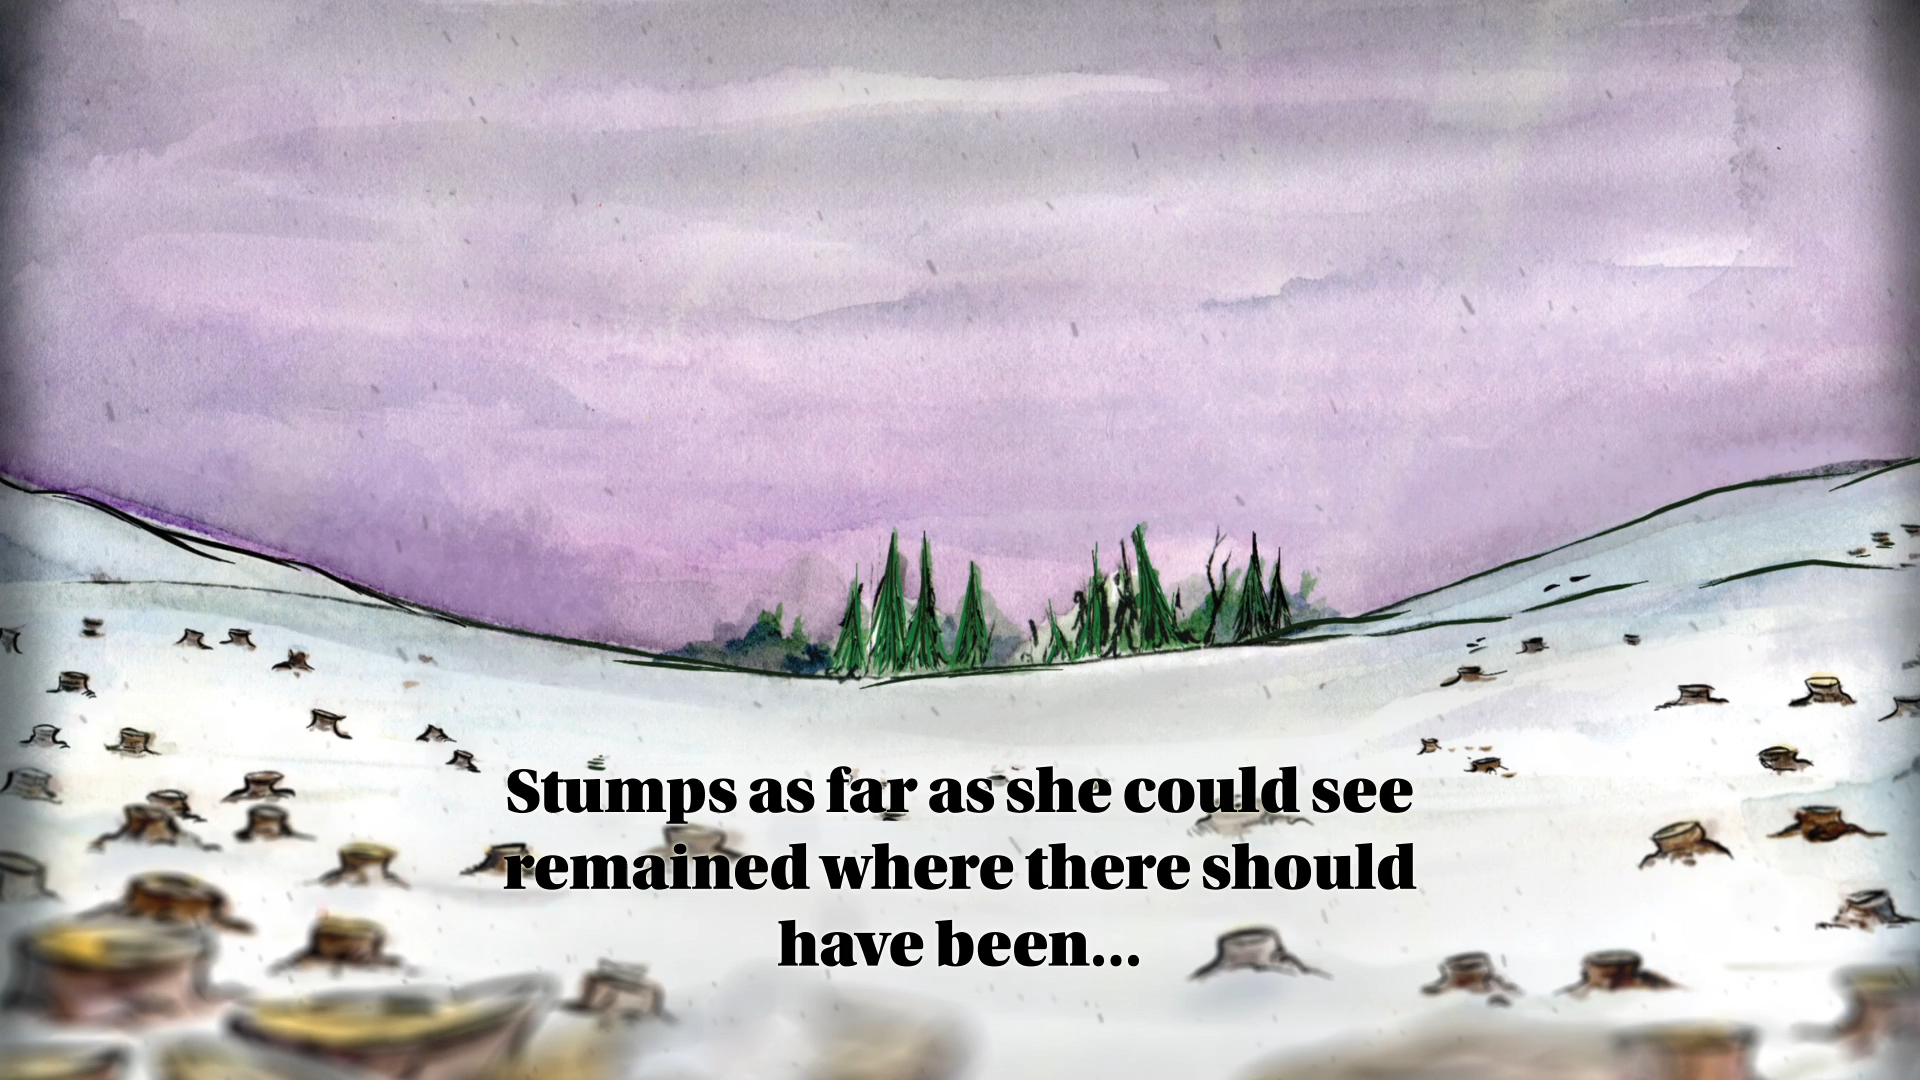 Stumps as far as she could see
remained where there should
have been...